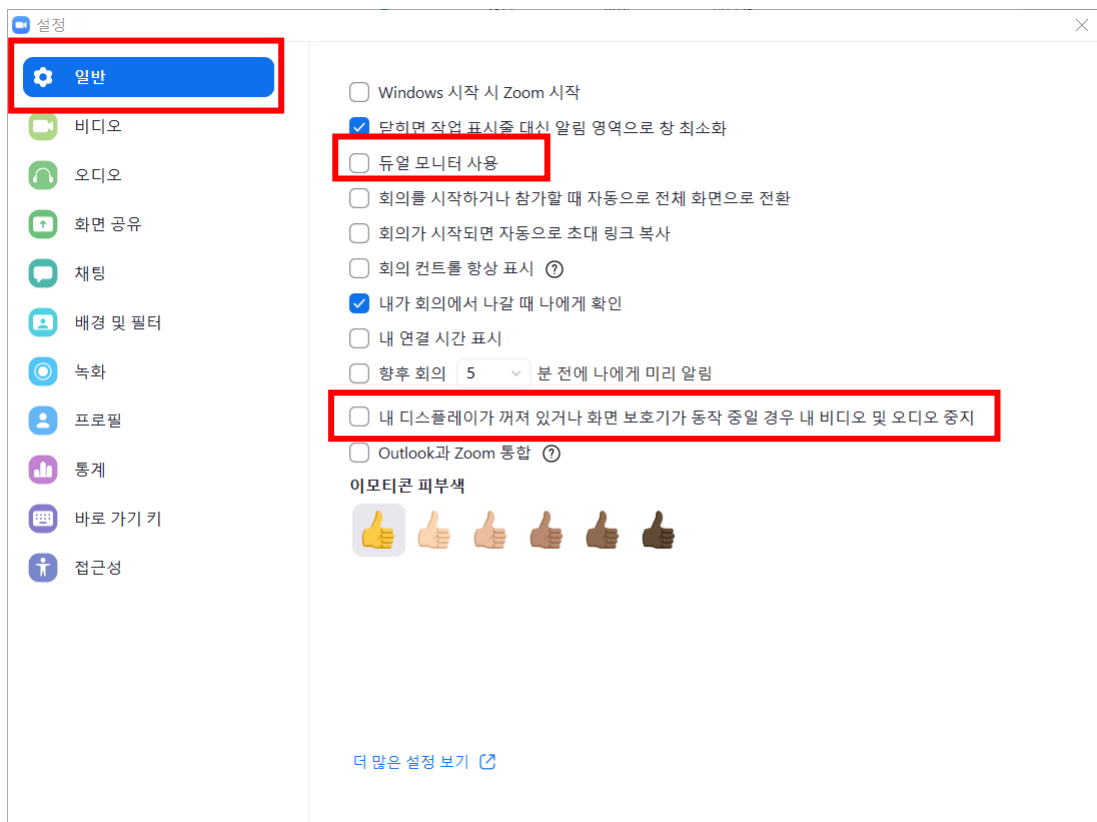 설정
일반
비디오
오디오
화면 공유
채팅
배경 및 필터
녹화
프로필
통계
바로 가기 키
접근성
Windows 시작 시 Zoom 시작
닫히면 작업 표시줄 대신 알림 영역으로 창 최소화
듀얼 모니터 사용
회의를 시작하거나 참가할 때 자동으로 전체 화면으로 전환
회의가 시작되면 자동으로 초대 링크 복사
회의 컨트롤 항상 표시 ?
내가 회의에서 나갈 때 나에게 확인
내 연결 시간 표시
향후 회의 5 분 전에 나에게 미리 알림
내 디스플레이가 꺼져 있거나 화면 보호기가 동작 중일 경우 내 비디오 및 오디오 중지
Outlook과 Zoom 통합 ?
이모티콘 피부색
더 많은 설정 보기